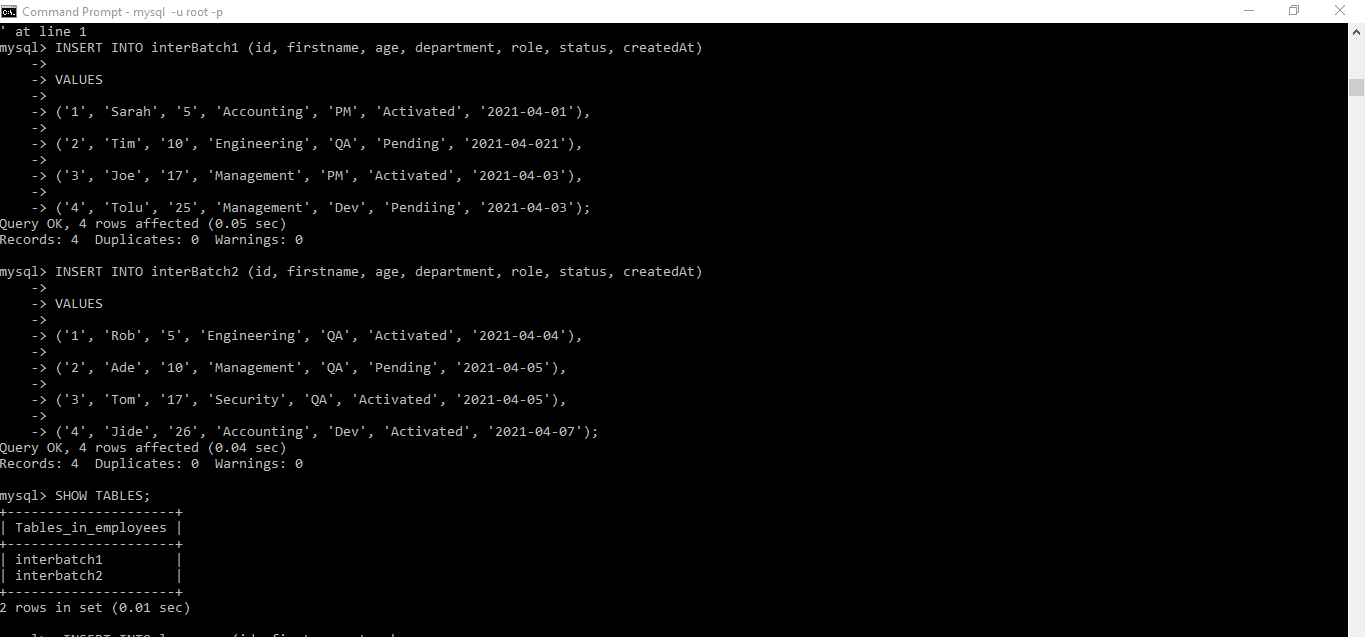 Command Prompt - mysql -u root -p
' at line 1
mysql> INSERT INTO interBatch1 (id, firstname, age, department, role, status, createdAt)
    ->
    -> VALUES
    ->
    -> ('1', 'Sarah', '5', 'Accounting', 'PM', 'Activated', '2021-04-01'),
    ->
    -> ('2', 'Tim', '10', 'Engineering', 'QA', 'Pending', '2021-04-021'),
    ->
    -> ('3', 'Joe', '17', 'Management', 'PM', 'Activated', '2021-04-03'),
    ->
    -> ('4', 'Tolu', '25', 'Management', 'Dev', 'Pendiing', '2021-04-03');
Query OK, 4 rows affected (0.05 sec)
Records: 4  Duplicates: 0  Warnings: 0
mysql> INSERT INTO interBatch2 (id, firstname, age, department, role, status, createdAt)
    ->
    -> VALUES
    ->
    -> ('1', 'Rob', '5', 'Engineering', 'QA', 'Activated', '2021-04-04'),
    ->
    -> ('2', 'Ade', '10', 'Management', 'QA', 'Pending', '2021-04-05'),
    ->
    -> ('3', 'Tom', '17', 'Security', 'QA', 'Activated', '2021-04-05'),
    ->
    -> ('4', 'Jide', '26', 'Accounting', 'Dev', 'Activated', '2021-04-07');
Query OK, 4 rows affected (0.04 sec)
Records: 4  Duplicates: 0  Warnings: 0
mysql> SHOW TABLES;
+---------------------+
| Tables_in_employees |
+---------------------+
| interbatch1         |
| interbatch2         |
+---------------------+
2 rows in set (0.01 sec)